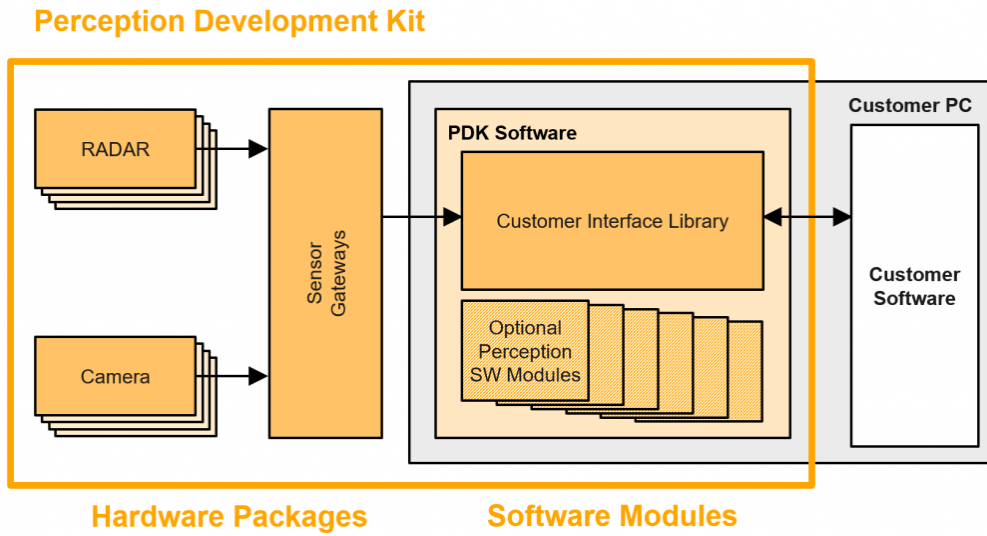 Perception Development Kit
RADAR
Camera
Sensor
Gateways
PDK Software
Customer Interface Library
Optional
Perception
SW Modules
Customer PC
Customer
Software
Hardware Packages
Software Modules